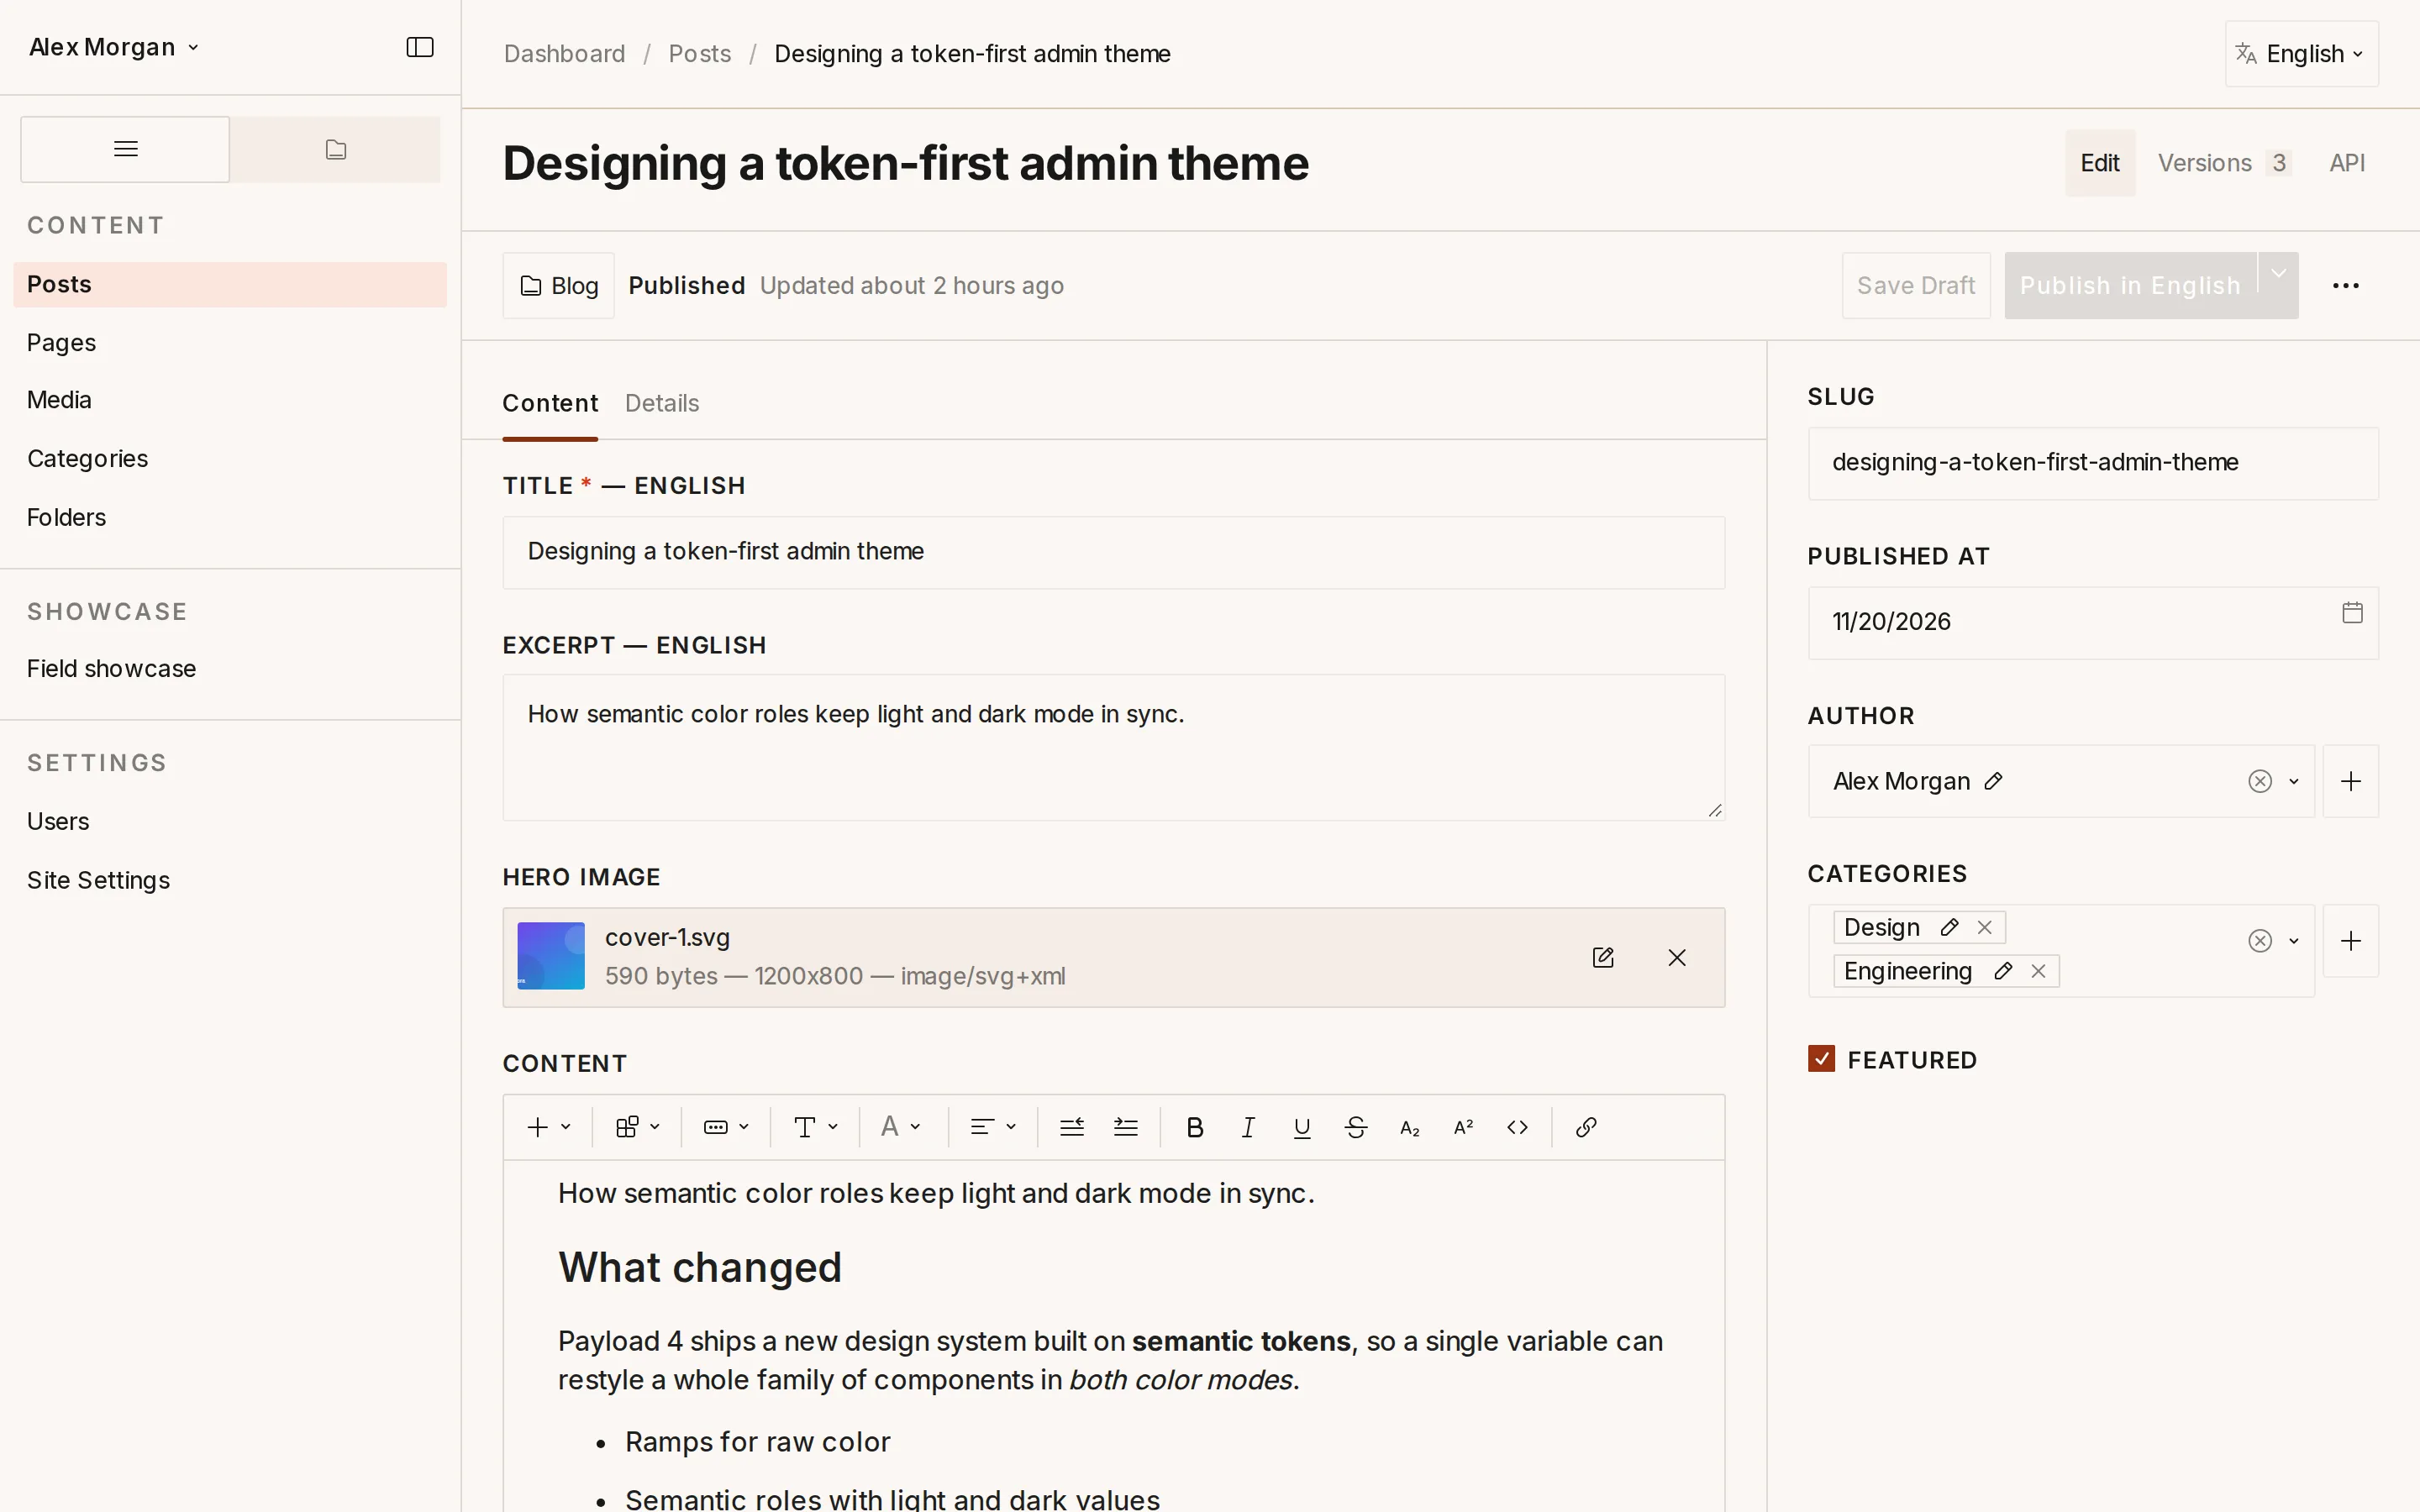 Alex Morgan
CONTENT
Posts
Pages
Media
Categories
Folders
SHOWCASE
Field showcase
SETTINGS
Users
Site Settings
Dashboard / Posts / Designing a token-first admin theme
English
Designing a token-first admin theme
Edit Versions 3 API
Blog Published Updated about 2 hours ago
Save Draft Publish in English
Content Details
TITLE * — ENGLISH
Designing a token-first admin theme
EXCERPT — ENGLISH
How semantic color roles keep light and dark mode in sync.
HERO IMAGE
cover-1.svg
590 bytes — 1200x800 — image/svg+xml
CONTENT
How semantic color roles keep light and dark mode in sync.
What changed
Payload 4 ships a new design system built on semantic tokens, so a single variable can
restyle a whole family of components in both color modes.
• Ramps for raw color
• Semantic roles with light and dark values
SLUG
designing-a-token-first-admin-theme
PUBLISHED AT
11/20/2026
AUTHOR
Alex Morgan
CATEGORIES
Design
Engineering
FEATURED